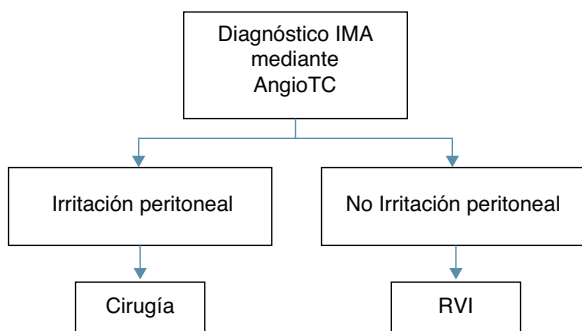 Diagnóstico IMA
mediante
AngioTC
Irritación peritoneal
No Irritación peritoneal
Cirugía
RVI